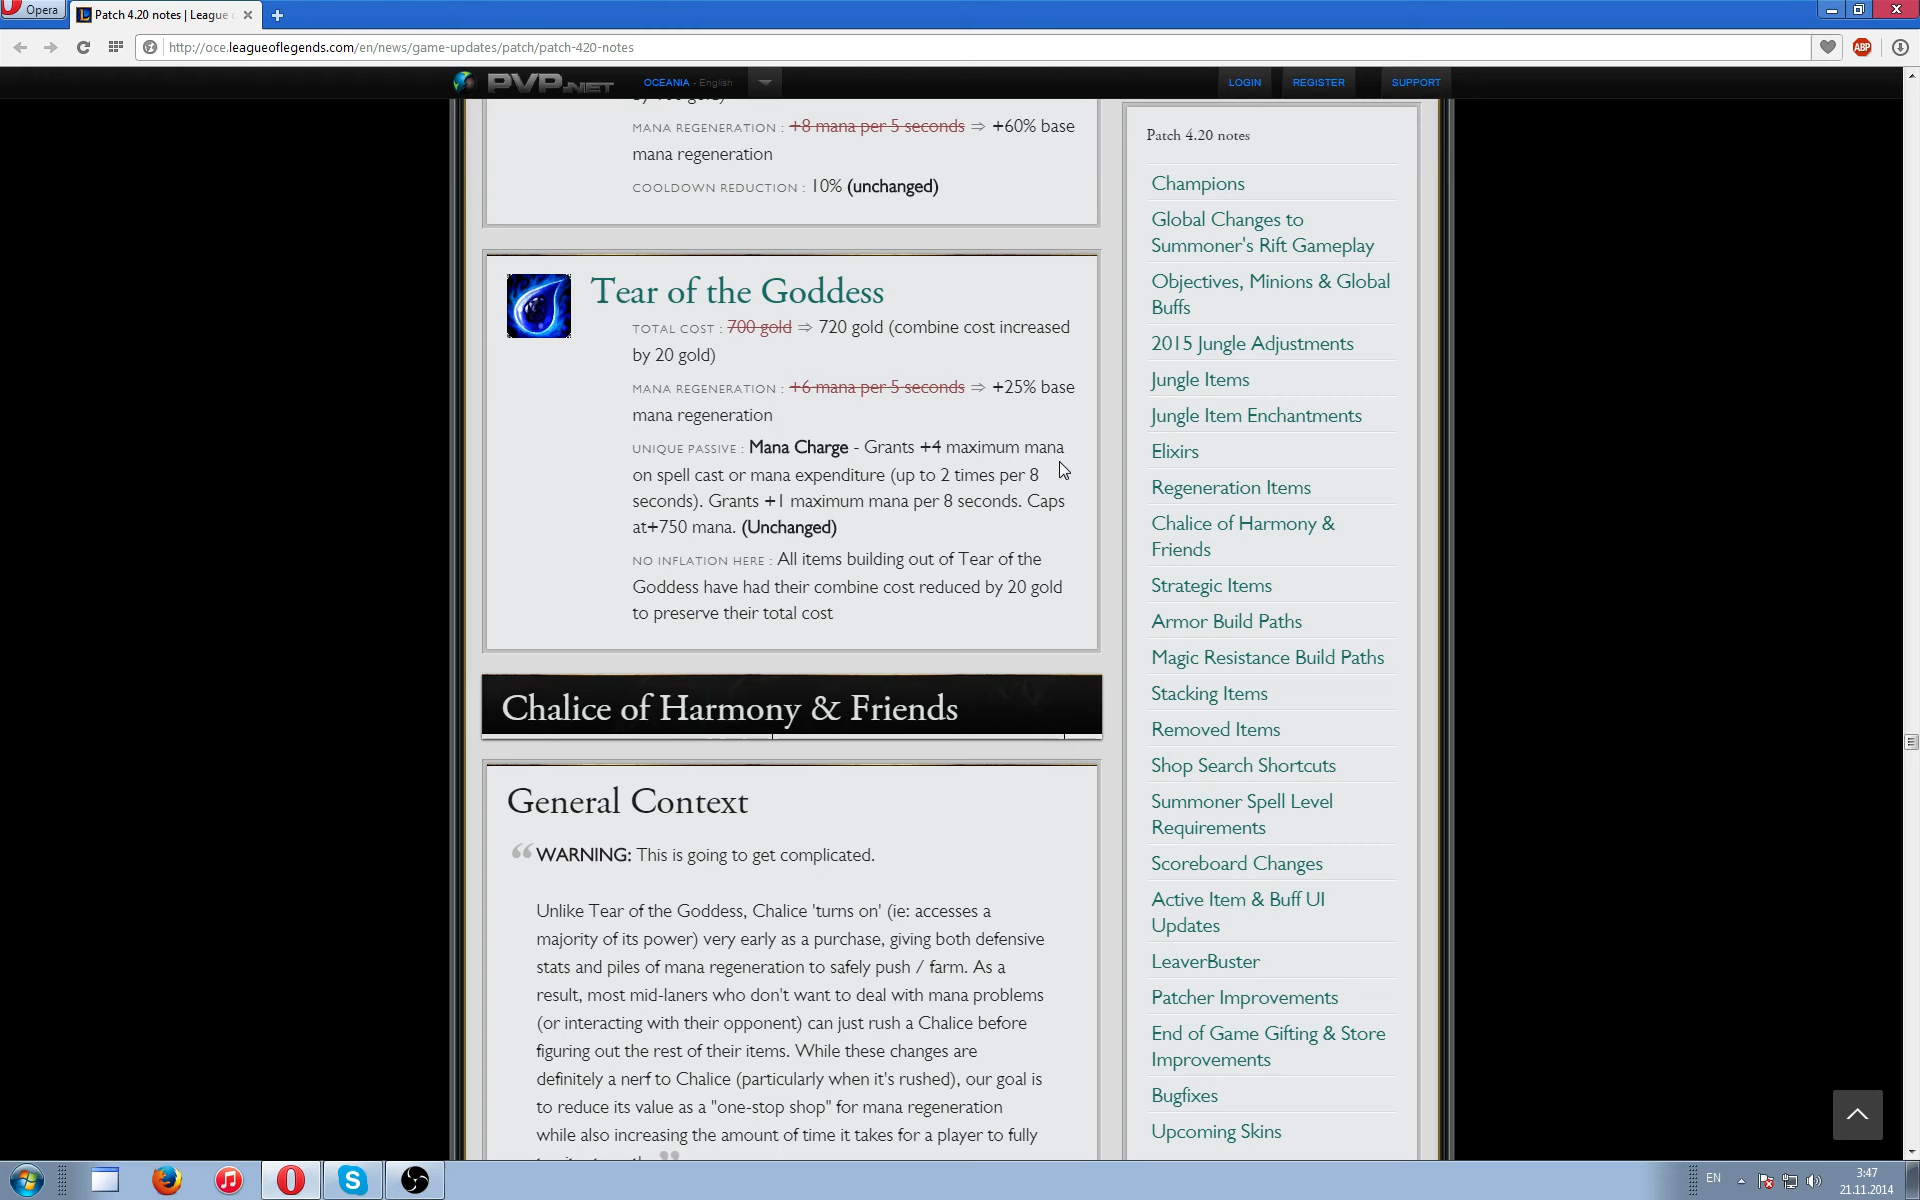 Opera
Patch 4.20 notes | League
http://oce.leagueoflegends.com/en/news/game-updates/patch/patch-420-notes
ABP
PVP.NET
OCEANIA - English
LOGIN
REGISTER
SUPPORT
MANA REGENERATION : +8 mana per 5 seconds ⇒ +60% base
mana regeneration
COOLDOWN REDUCTION : 10% (unchanged)
Tear of the Goddess
TOTAL COST : 700 gold ⇒ 720 gold (combine cost increased
by 20 gold)
MANA REGENERATION : +6 mana per 5 seconds ⇒ +25% base
mana regeneration
UNIQUE PASSIVE : Mana Charge - Grants +4 maximum mana
on spell cast or mana expenditure (up to 2 times per 8
seconds). Grants +1 maximum mana per 8 seconds. Caps
at+750 mana. (Unchanged)
NO INFLATION HERE : All items building out of Tear of the
Goddess have had their combine cost reduced by 20 gold
to preserve their total cost
Chalice of Harmony & Friends
General Context
“ WARNING: This is going to get complicated.
Unlike Tear of the Goddess, Chalice 'turns on' (ie: accesses a
majority of its power) very early as a purchase, giving both defensive
stats and piles of mana regeneration to safely push / farm. As a
result, most mid-laners who don't want to deal with mana problems
(or interacting with their opponent) can just rush a Chalice before
figuring out the rest of their items. While these changes are
definitely a nerf to Chalice (particularly when it's rushed), our goal is
to reduce its value as a "one-stop shop" for mana regeneration
while also increasing the amount of time it takes for a player to fully
Patch 4.20 notes
Champions
Global Changes to
Summoner's Rift Gameplay
Objectives, Minions & Global
Buffs
2015 Jungle Adjustments
Jungle Items
Jungle Item Enchantments
Elixirs
Regeneration Items
Chalice of Harmony &
Friends
Strategic Items
Armor Build Paths
Magic Resistance Build Paths
Stacking Items
Removed Items
Shop Search Shortcuts
Summoner Spell Level
Requirements
Scoreboard Changes
Active Item & Buff UI
Updates
LeaverBuster
Patcher Improvements
End of Game Gifting & Store
Improvements
Bugfixes
Upcoming Skins
EN
3:47
21.11.2014